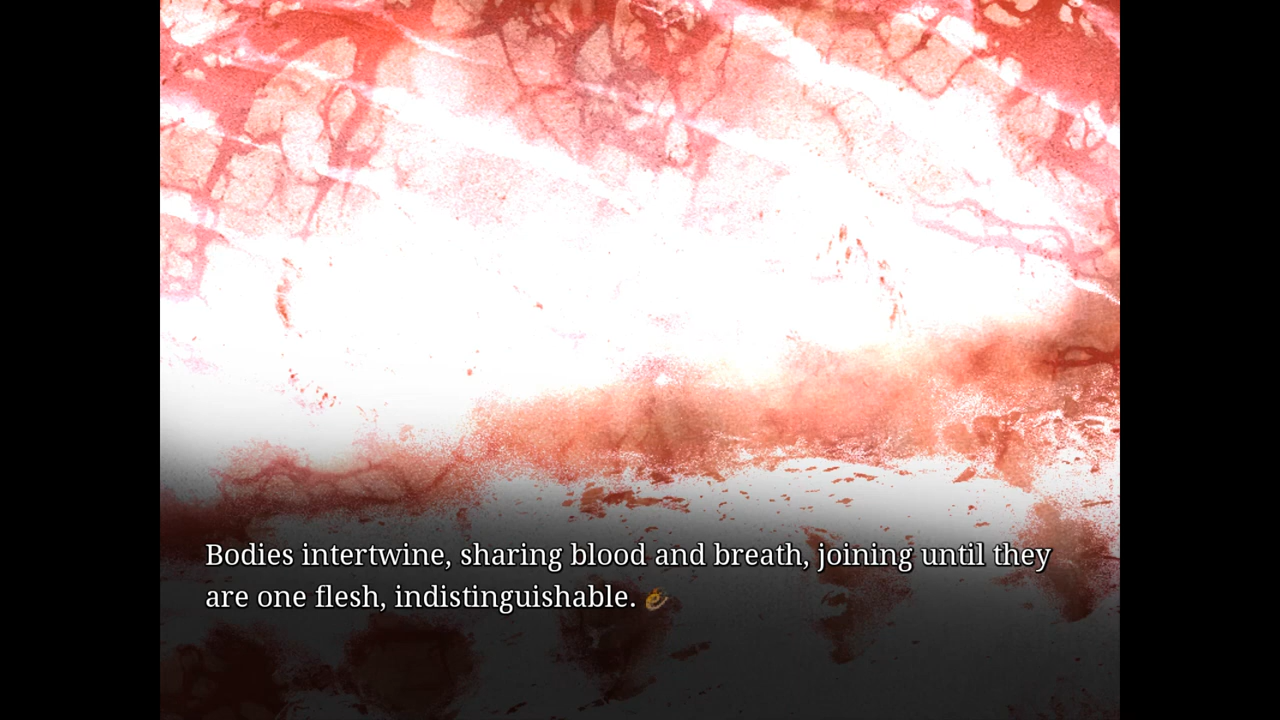 Bodies intertwine, sharing blood and breath, joining until they
are one flesh, indistinguishable.